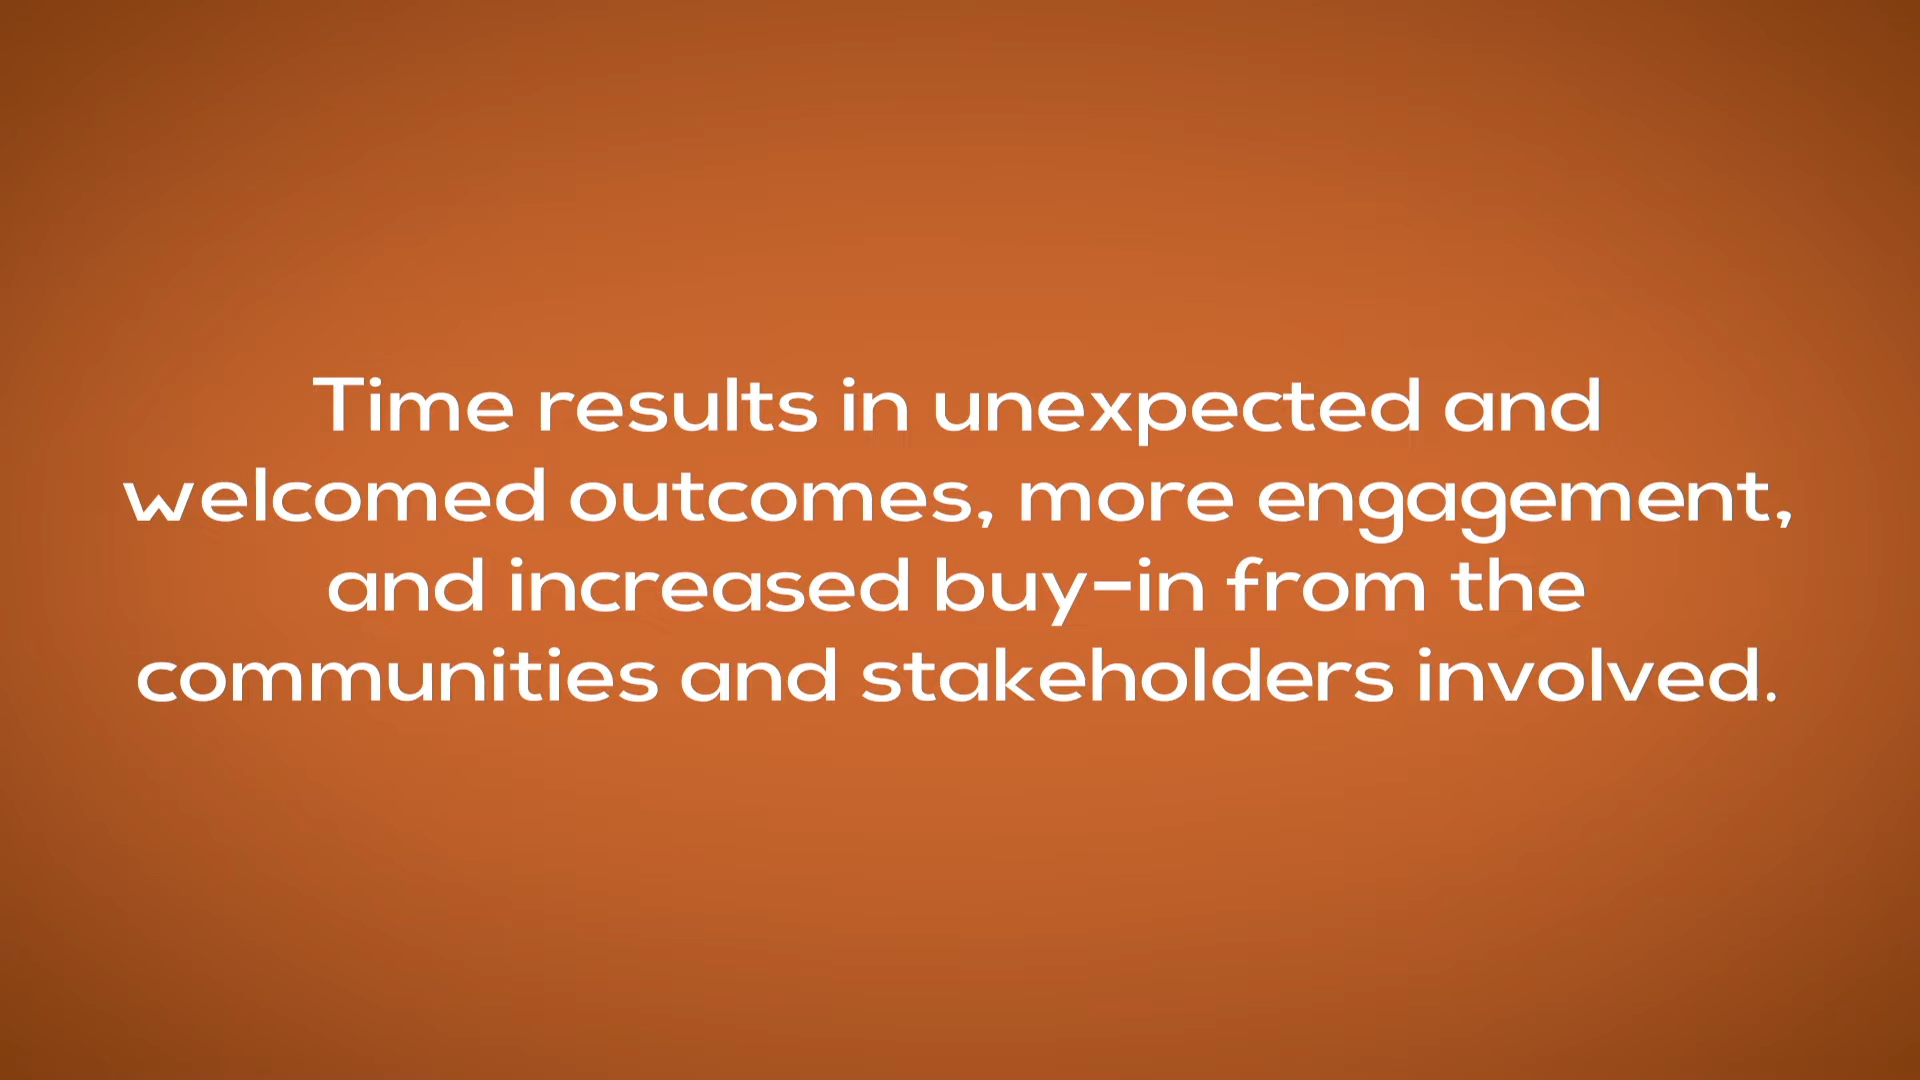 Time results in unexpected and
welcomed outcomes, more engagement,
and increased buy-in from the
communities and stakeholders involved.